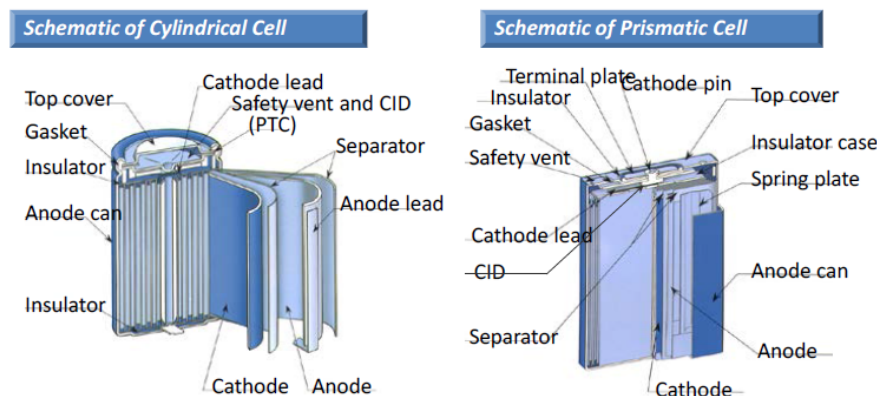 Schematic of Cylindrical Cell
Cathode lead
Top cover
Safety vent and CID
(PTC)
Gasket
Separator
Insulator
Anode lead
Anode can
Insulator
Cathode
Anode
Schematic of Prismatic Cell
Terminal plate
Cathode pin
Insulator
Top cover
Gasket
Insulator case
Safety vent
Spring plate
Cathode lead
CID
Anode can
Separator
Anode
Cathode